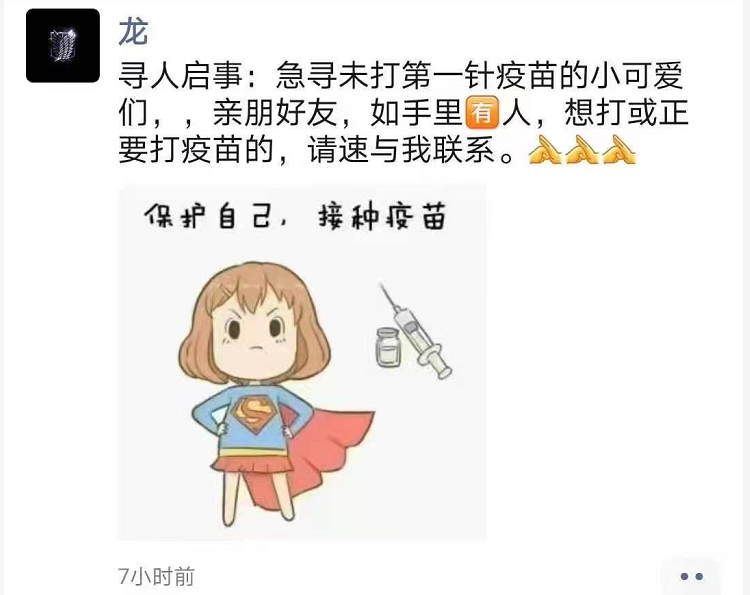 龙
寻人启事：急寻未打第一针疫苗的小可爱
们，，亲朋好友，如手里🈶人，想打或正
要打疫苗的，请速与我联系。🫴🫴🫴
保护自己，接种疫苗
S
7小时前